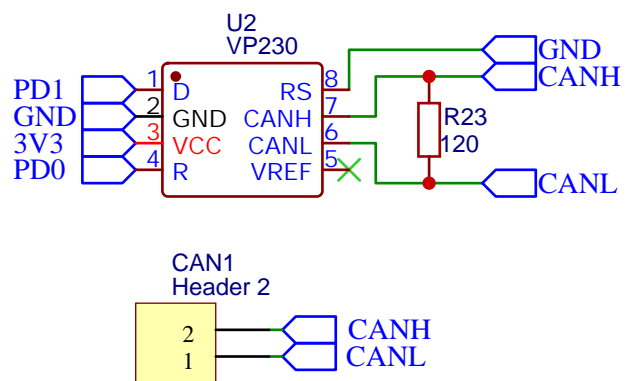 U2
VP230
PD1 1 D RS 8 GND
GND 2 GND CANH 7 CANH
3V3 3 VCC CANL 6 R23
120
PD0 4 R VREF 5 CANL
CAN1
Header 2
2 CANH
1 CANL